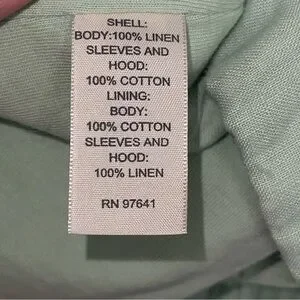 SHELL:
BODY:100% LINEN
SLEEVES AND
HOOD:
100% COTTON
LINING:
BODY:
100% COTTON
SLEEVES AND
HOOD:
100% LINEN
RN 97641